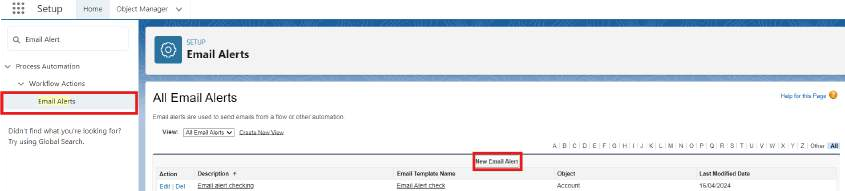 Setup
Home
Object Manager
Email Alert
Process Automation
Workflow Actions
Email Alerts
Didn't find what you're looking for?
Try using Global Search.
SETUP
Email Alerts
All Email Alerts
Help for this Page
Email alerts are used to send emails from a flow or other automation.
View: All Email Alerts Create New View
A | B | C | D | E | F | G | H | I | J | K | L | M | N | O | P | Q | R | S | T | U | V | W | X | Y | Z | Other | All
New Email Alert
Action Description Email Template Name Object Last Modified Date
Edit | Del Email alert checking Email Alert check Account 15/04/2024